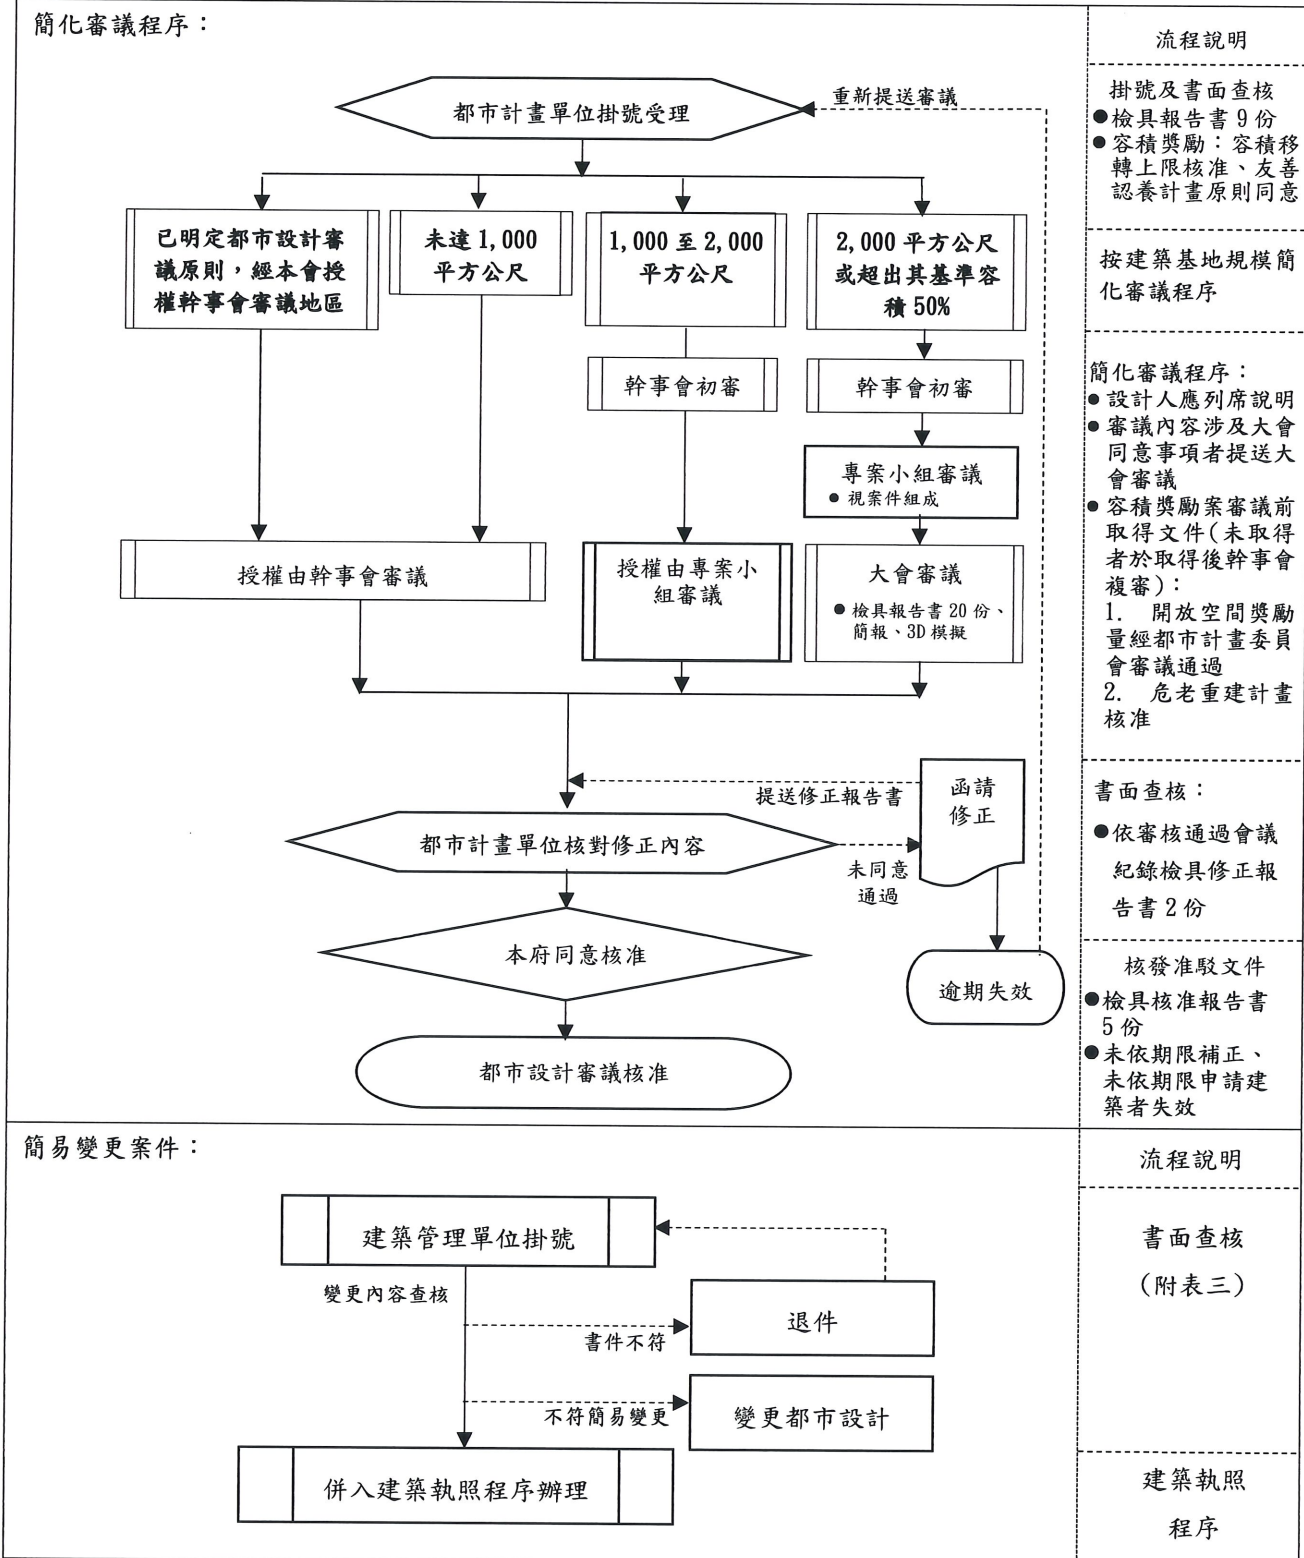 簡化審議程序：
都市計畫單位掛號受理
重新提送審議
已明定都市設計審
議原則，經本會授
權幹事會審議地區
未達 1,000
平方公尺
1,000 至 2,000
平方公尺
2,000 平方公尺
或超出其基準容
積 50%
幹事會初審
幹事會初審
專案小組審議
● 視案件組成
授權由幹事會審議
授權由專案小
組審議
大會審議
● 檢具報告書 20 份、
簡報、3D 模擬
提送修正報告書
函請
修正
都市計畫單位核對修正內容
未同意
通過
本府同意核准
逾期失效
都市設計審議核准
流程說明
掛號及書面查核
●檢具報告書 9 份
●容積獎勵：容積移
轉上限核准、友善
認養計畫原則同意
按建築基地規模簡
化審議程序
簡化審議程序：
● 設計人應列席說明
● 審議內容涉及大會
同意事項者提送大
會審議
● 容積獎勵案審議前
取得文件(未取得
者於取得後幹事會
複審)：
1. 開放空間獎勵
量經都市計畫委員
會審議通過
2. 危老重建計畫
核准
書面查核：
●依審核通過會議
紀錄檢具修正報
告書 2 份
核發准駁文件
●檢具核准報告書
5 份
●未依期限補正、
未依期限申請建
築者失效
簡易變更案件：
建築管理單位掛號
變更內容查核
退件
書件不符
不符簡易變更
變更都市設計
併入建築執照程序辦理
流程說明
書面查核
(附表三)
建築執照
程序